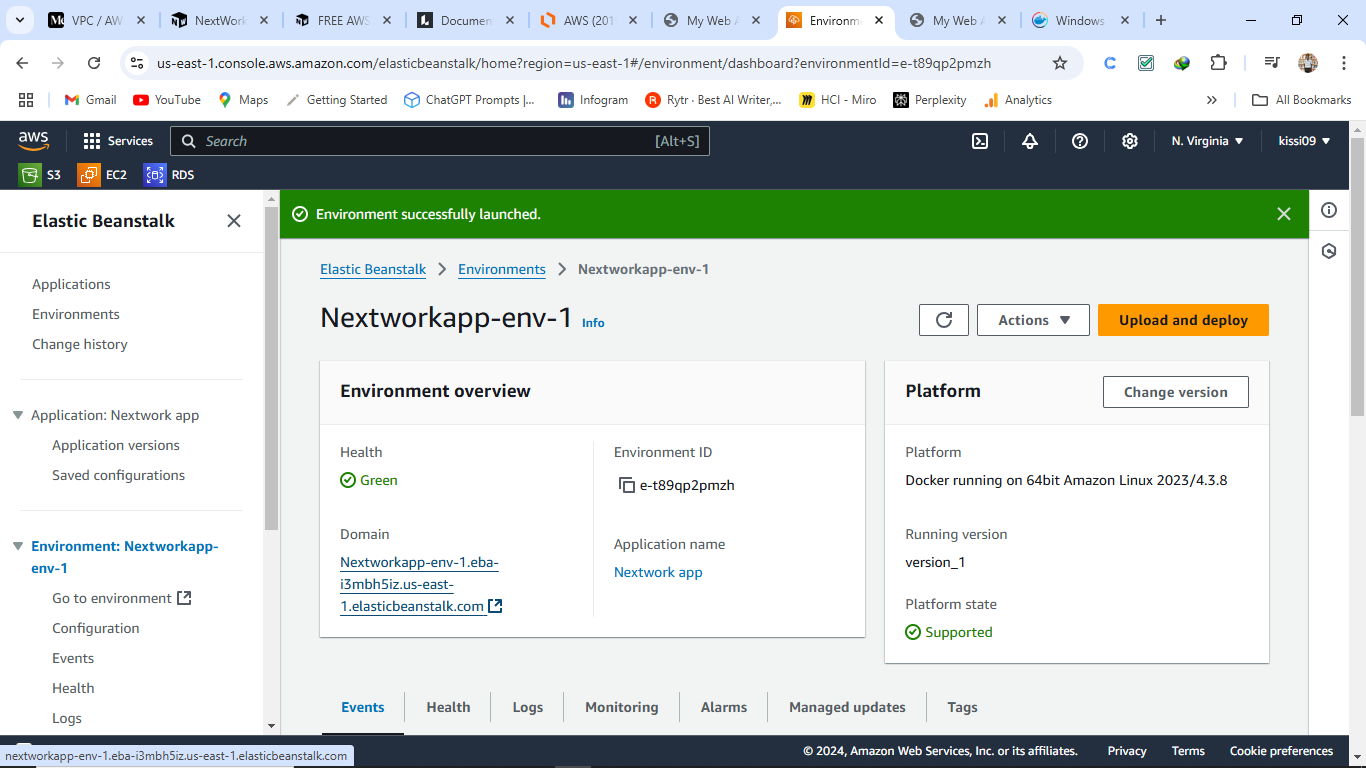 VPC / AW
NextWork
FREE AWS
Documen
AWS (201
My Web A
Environme
My Web A
Windows
us-east-1.console.aws.amazon.com/elasticbeanstalk/home?region=us-east-1#/environment/dashboard?environmentId=e-t89qp2pmzh
Gmail
YouTube
Maps
Getting Started
ChatGPT Prompts |...
Infogram
Rytr · Best AI Writer,...
HCI - Miro
Perplexity
Analytics
All Bookmarks
aws
Services
Search
[Alt+S]
N. Virginia
kissi09
S3
EC2
RDS
Elastic Beanstalk
Applications
Environments
Change history
Application: Nextwork app
Application versions
Saved configurations
Environment: Nextworkapp-
env-1
Go to environment
Configuration
Events
Health
Logs
Environment successfully launched.
Elastic Beanstalk
Environments
Nextworkapp-env-1
Nextworkapp-env-1
Info
Actions
Upload and deploy
Environment overview
Health
Green
Domain
Nextworkapp-env-1.eba-
i3mbh5iz.us-east-
1.elasticbeanstalk.com
Environment ID
e-t89qp2pmzh
Application name
Nextwork app
Platform
Change version
Platform
Docker running on 64bit Amazon Linux 2023/4.3.8
Running version
version_1
Platform state
Supported
Events
Health
Logs
Monitoring
Alarms
Managed updates
Tags
nextworkapp-env-1.eba-i3mbh5iz.us-east-1.elasticbeanstalk.com
© 2024, Amazon Web Services, Inc. or its affiliates.
Privacy
Terms
Cookie preferences